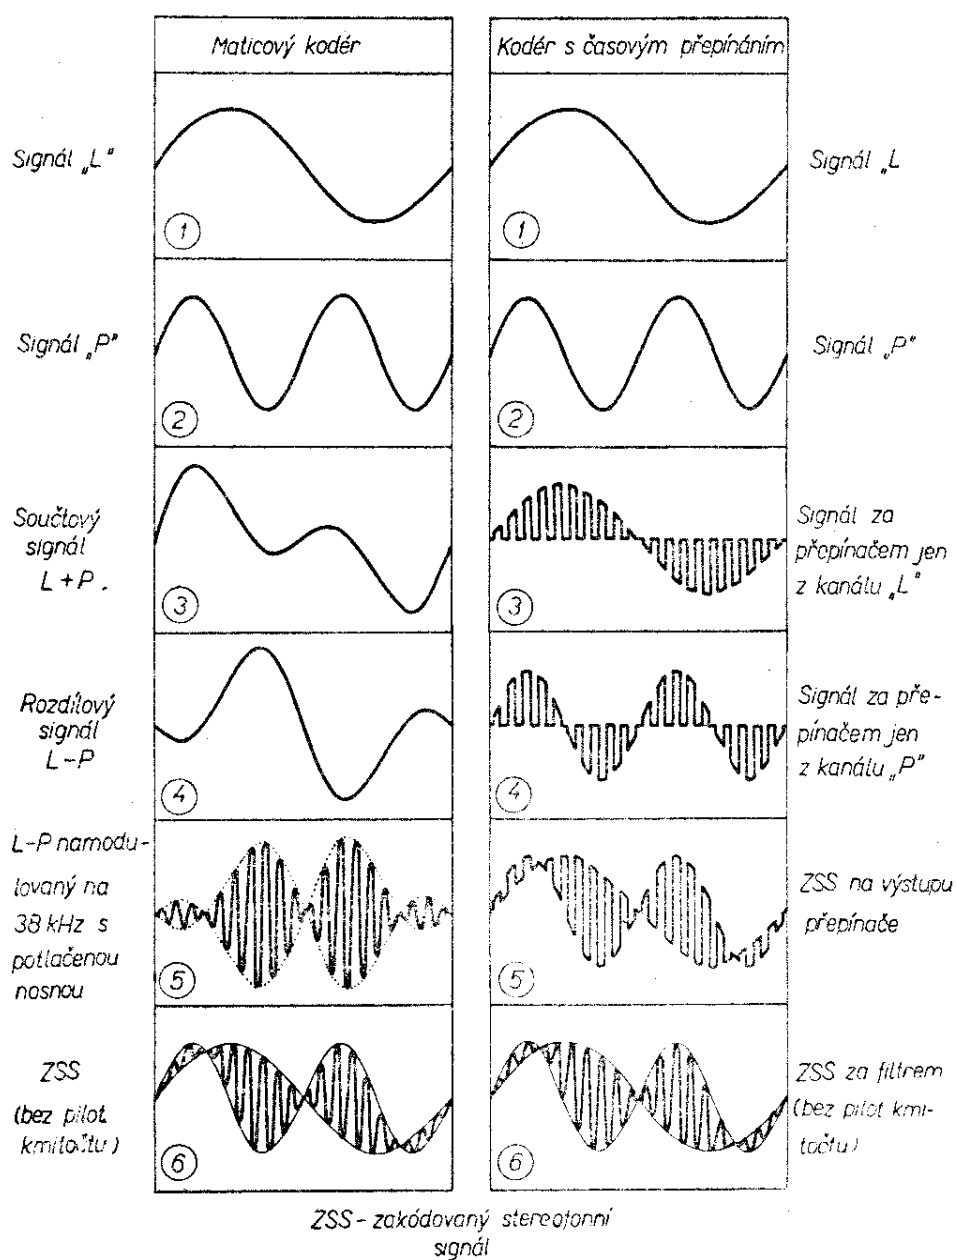 Maticový kodér
Kodér s časovým přepínáním
Signál „L"
1
1
Signál „L
Signál „P"
2
2
Signál „P"
Součtový
signál
L+P.
3
3
Signál za
přepínačem jen
z kanálu „L"
Rozdílový
signál
L-P
4
4
Signál za pře-
pínačem jen
z kanálu „P"
L-P namodu-
lovaný na
38 kHz s
potlačenou
nosnou
5
5
ZSS na výstupu
přepínače
ZSS
(bez pilot.
kmitočtu)
6
6
ZSS za filtrem
(bez pilot kmi-
točtu)
ZSS - zakódovaný stereofonní
signál